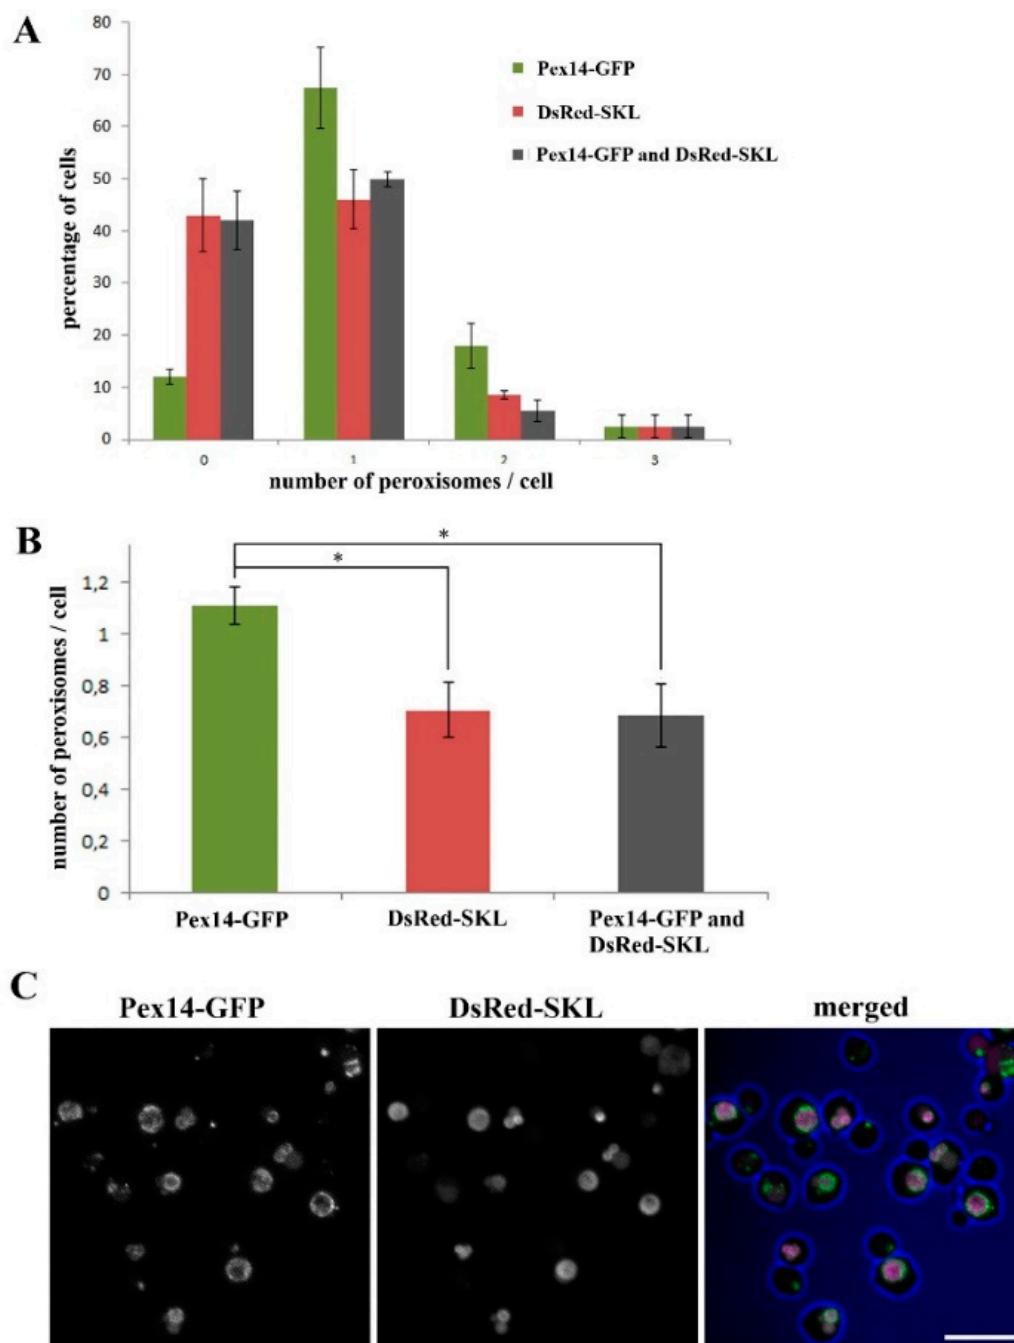 A
80
70
60
50
40
30
20
10
0
percentage of cells
Pex14-GFP
DsRed-SKL
Pex14-GFP and DsRed-SKL
0 1 2 3
number of peroxisomes / cell
B
*
*
1,2
1
0,8
0,6
0,4
0,2
0
number of peroxisomes / cell
Pex14-GFP
DsRed-SKL
Pex14-GFP and
DsRed-SKL
C
Pex14-GFP
DsRed-SKL
merged